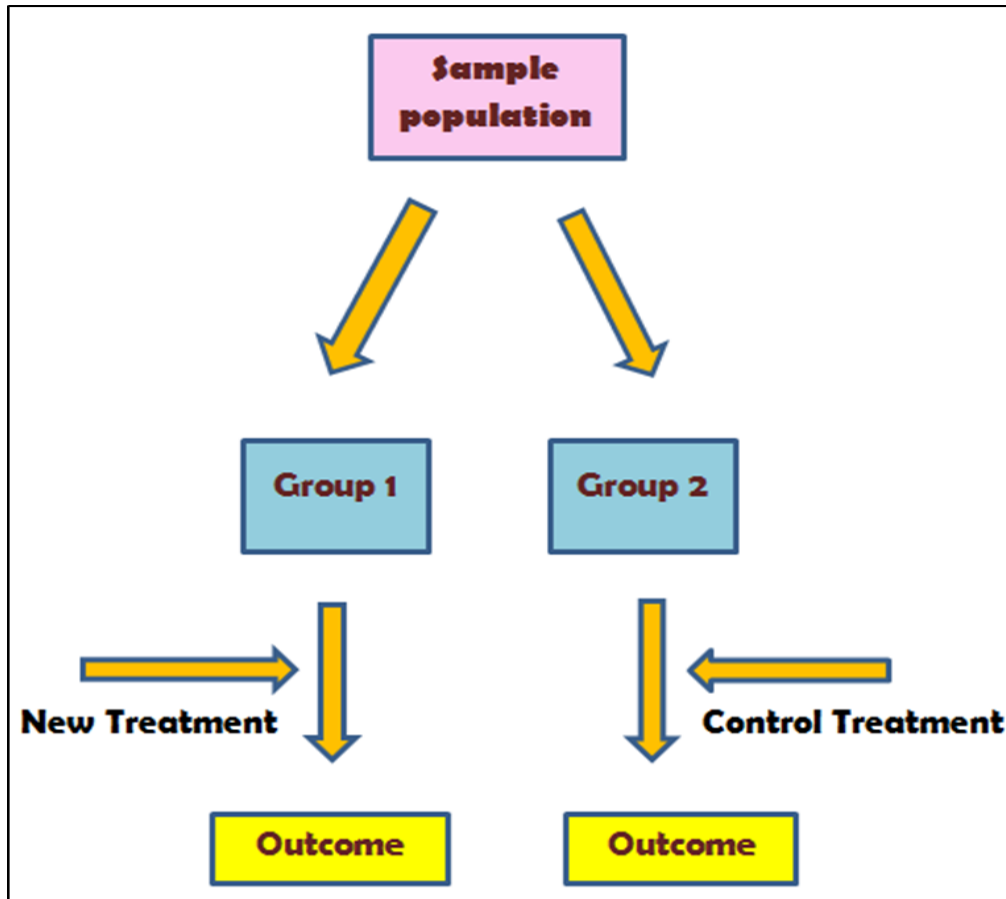 Sample
population
Group 1
Group 2
New Treatment
Control Treatment
Outcome
Outcome